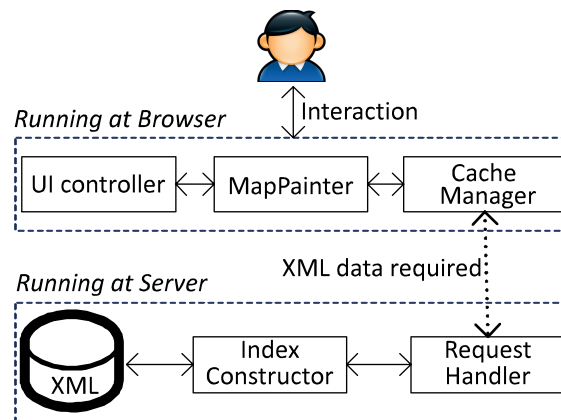 Interaction
Running at Browser
UI controller
MapPainter
Cache
Manager
XML data required
Running at Server
XML
Index
Constructor
Request
Handler